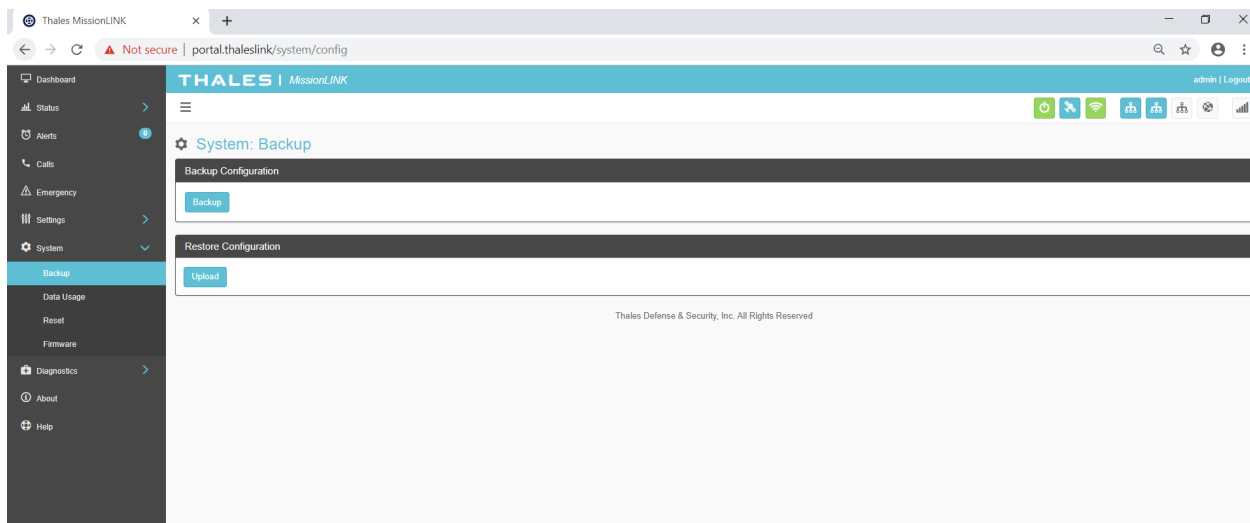 Thales MissionLINK
Not secure | portal.thaleslink/system/config
Dashboard
THALES | MissionLINK
admin | Logout
Status
Alerts
0
Calls
Emergency
Settings
System
Backup
Data Usage
Reset
Firmware
Diagnostics
About
Help
System: Backup
Backup Configuration
Backup
Restore Configuration
Upload
Thales Defense & Security, Inc. All Rights Reserved